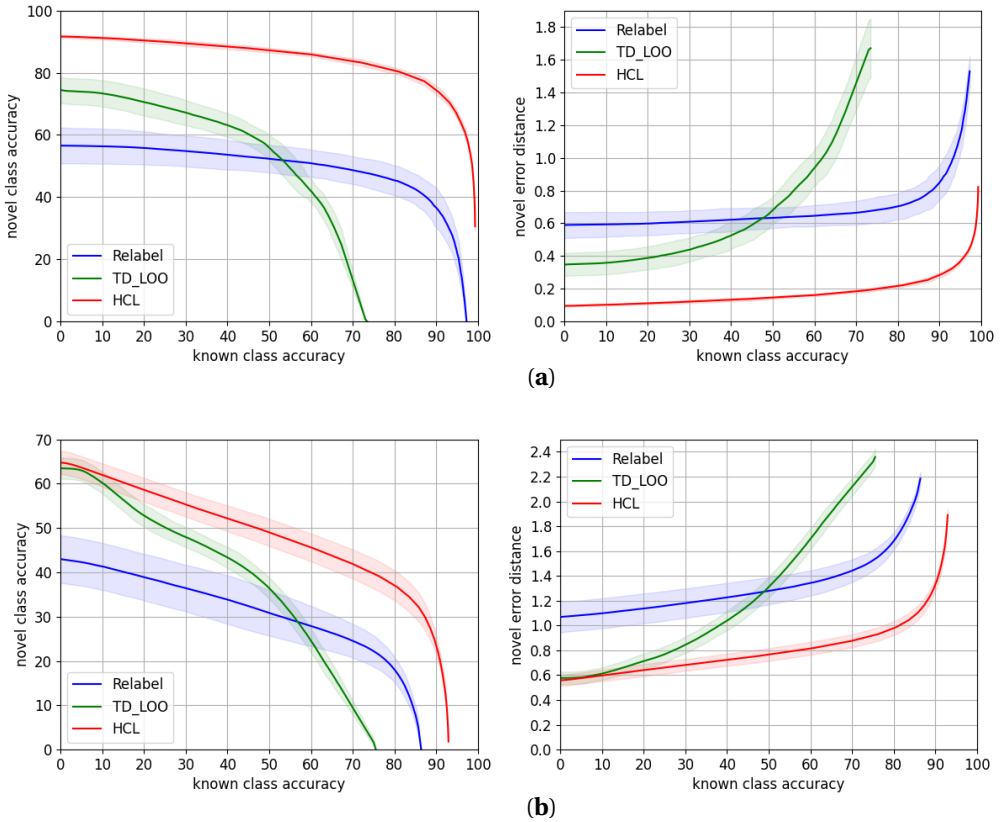 100
80
60
40
20
0
novel class accuracy
Relabel
TD_LOO
HCL
0 10 20 30 40 50 60 70 80 90 100
known class accuracy
1.8
1.6
1.4
1.2
1.0
0.8
0.6
0.4
0.2
0.0
novel error distance
Relabel
TD_LOO
HCL
0 10 20 30 40 50 60 70 80 90 100
known class accuracy
(a)
70
60
50
40
30
20
10
0
novel class accuracy
Relabel
TD_LOO
HCL
0 10 20 30 40 50 60 70 80 90 100
known class accuracy
2.4
2.2
2.0
1.8
1.6
1.4
1.2
1.0
0.8
0.6
0.4
0.2
0.0
novel error distance
Relabel
TD_LOO
HCL
0 10 20 30 40 50 60 70 80 90 100
known class accuracy
(b)